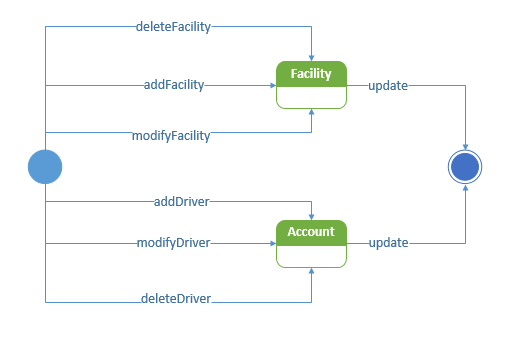 deleteFacility
Facility
addFacility
update
modifyFacility
addDriver
Account
modifyDriver
update
deleteDriver